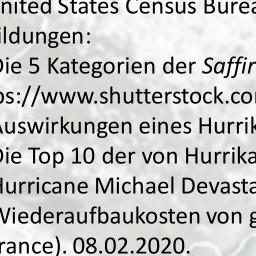 nited States Census Burea
ildungen:
Die 5 Kategorien der Saffir
ps://www.shutterstock.co
Auswirkungen eines Hurrik
Die Top 10 der von Hurrika
Hurricane Michael Devasta
Wiederaufbaukosten von g
rance). 08.02.2020.